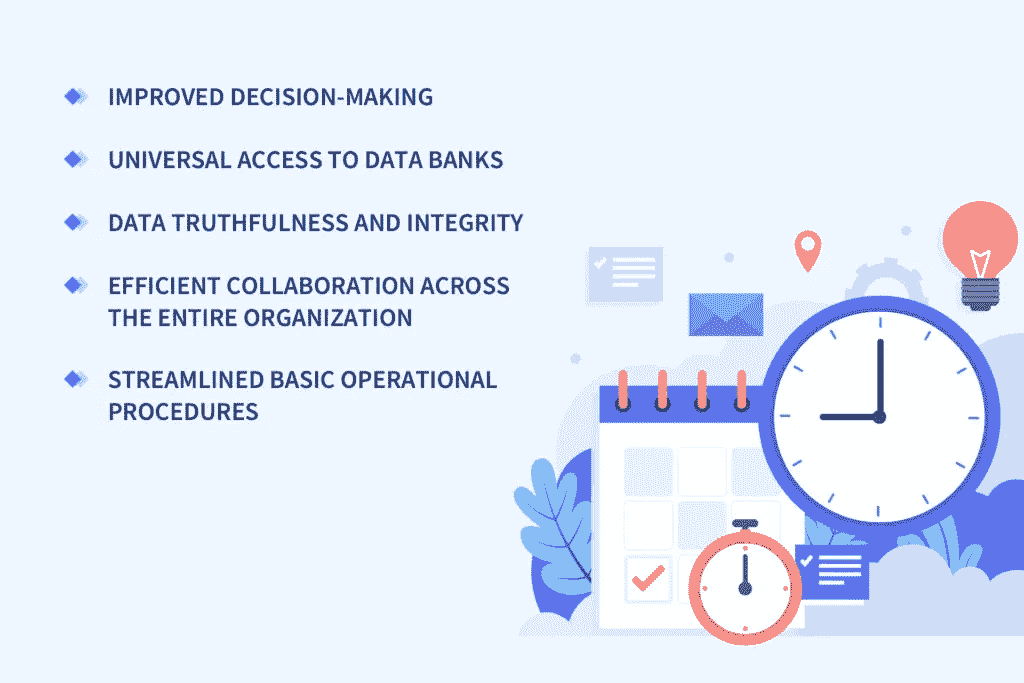 IMPROVED DECISION-MAKING
UNIVERSAL ACCESS TO DATA BANKS
DATA TRUTHFULNESS AND INTEGRITY
EFFICIENT COLLABORATION ACROSS
THE ENTIRE ORGANIZATION
STREAMLINED BASIC OPERATIONAL
PROCEDURES